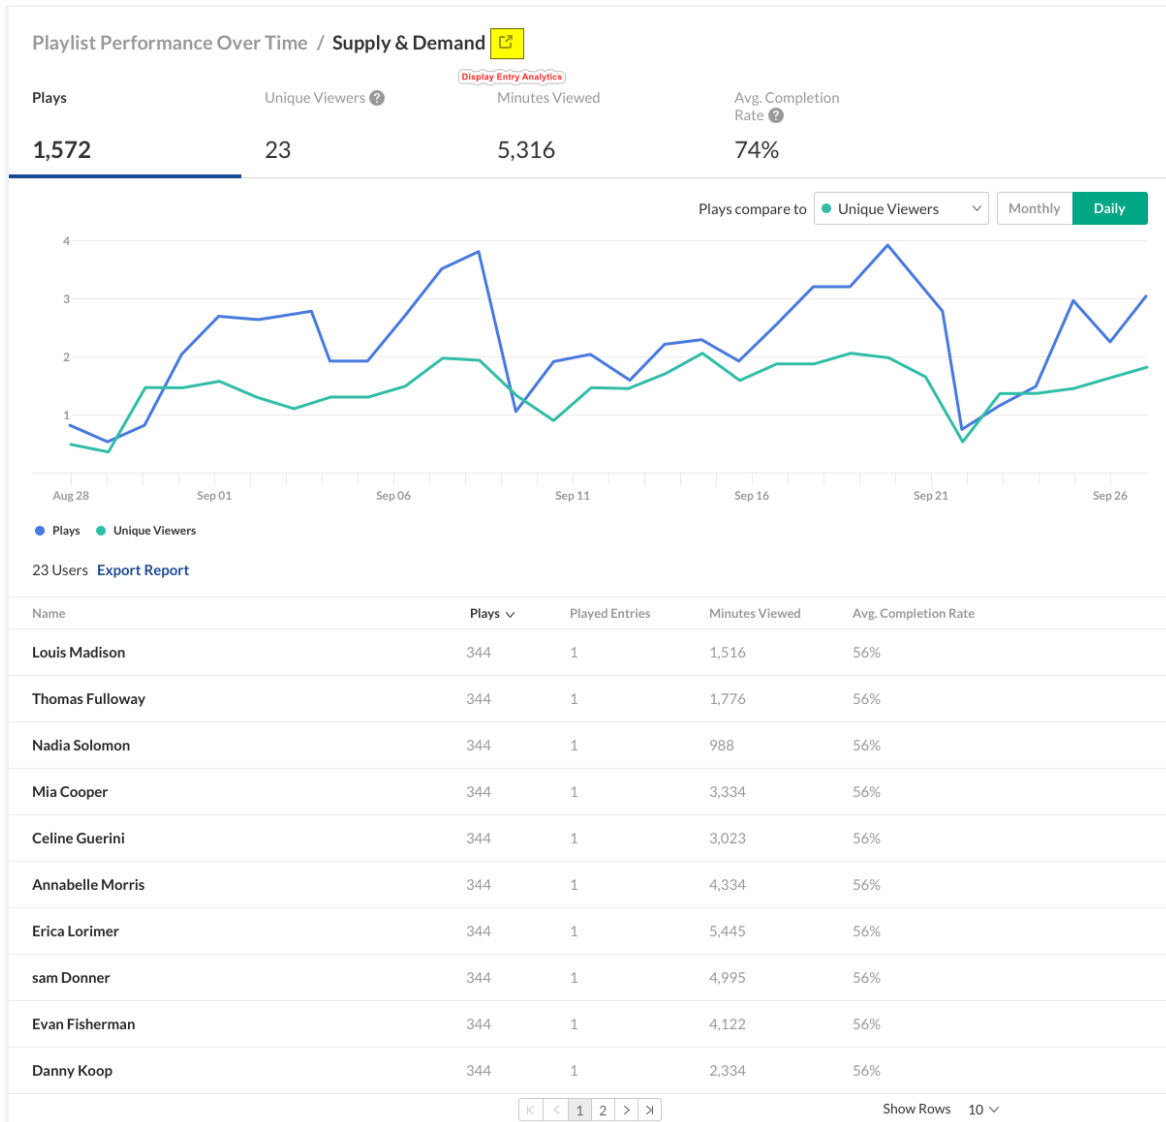 Playlist Performance Over Time / Supply & Demand
Display Entry Analytics
Plays Unique Viewers ? Minutes Viewed Avg. Completion
Rate ?
1,572 23 5,316 74%
Plays compare to Unique Viewers Monthly Daily
4
3
2
1
Aug 28 Sep 01 Sep 06 Sep 11 Sep 16 Sep 21 Sep 26
Plays Unique Viewers
23 Users Export Report
Name Plays Played Entries Minutes Viewed Avg. Completion Rate
Louis Madison 344 1 1,516 56%
Thomas Fulloway 344 1 1,776 56%
Nadia Solomon 344 1 988 56%
Mia Cooper 344 1 3,334 56%
Celine Guerini 344 1 3,023 56%
Annabelle Morris 344 1 4,334 56%
Erica Lorimer 344 1 5,445 56%
sam Donner 344 1 4,995 56%
Evan Fisherman 344 1 4,122 56%
Danny Koop 344 1 2,334 56%
1 2 Show Rows 10